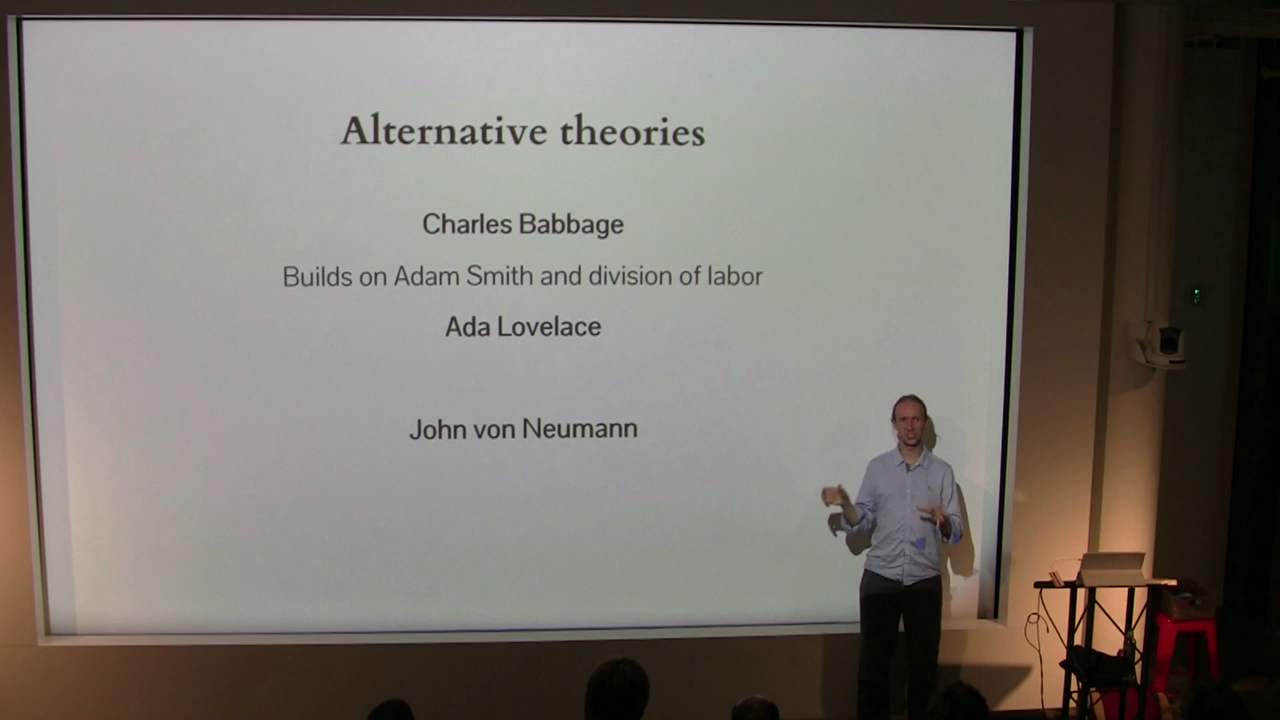 Alternative theories
Charles Babbage
Builds on Adam Smith and division of labor
Ada Lovelace
John von Neumann